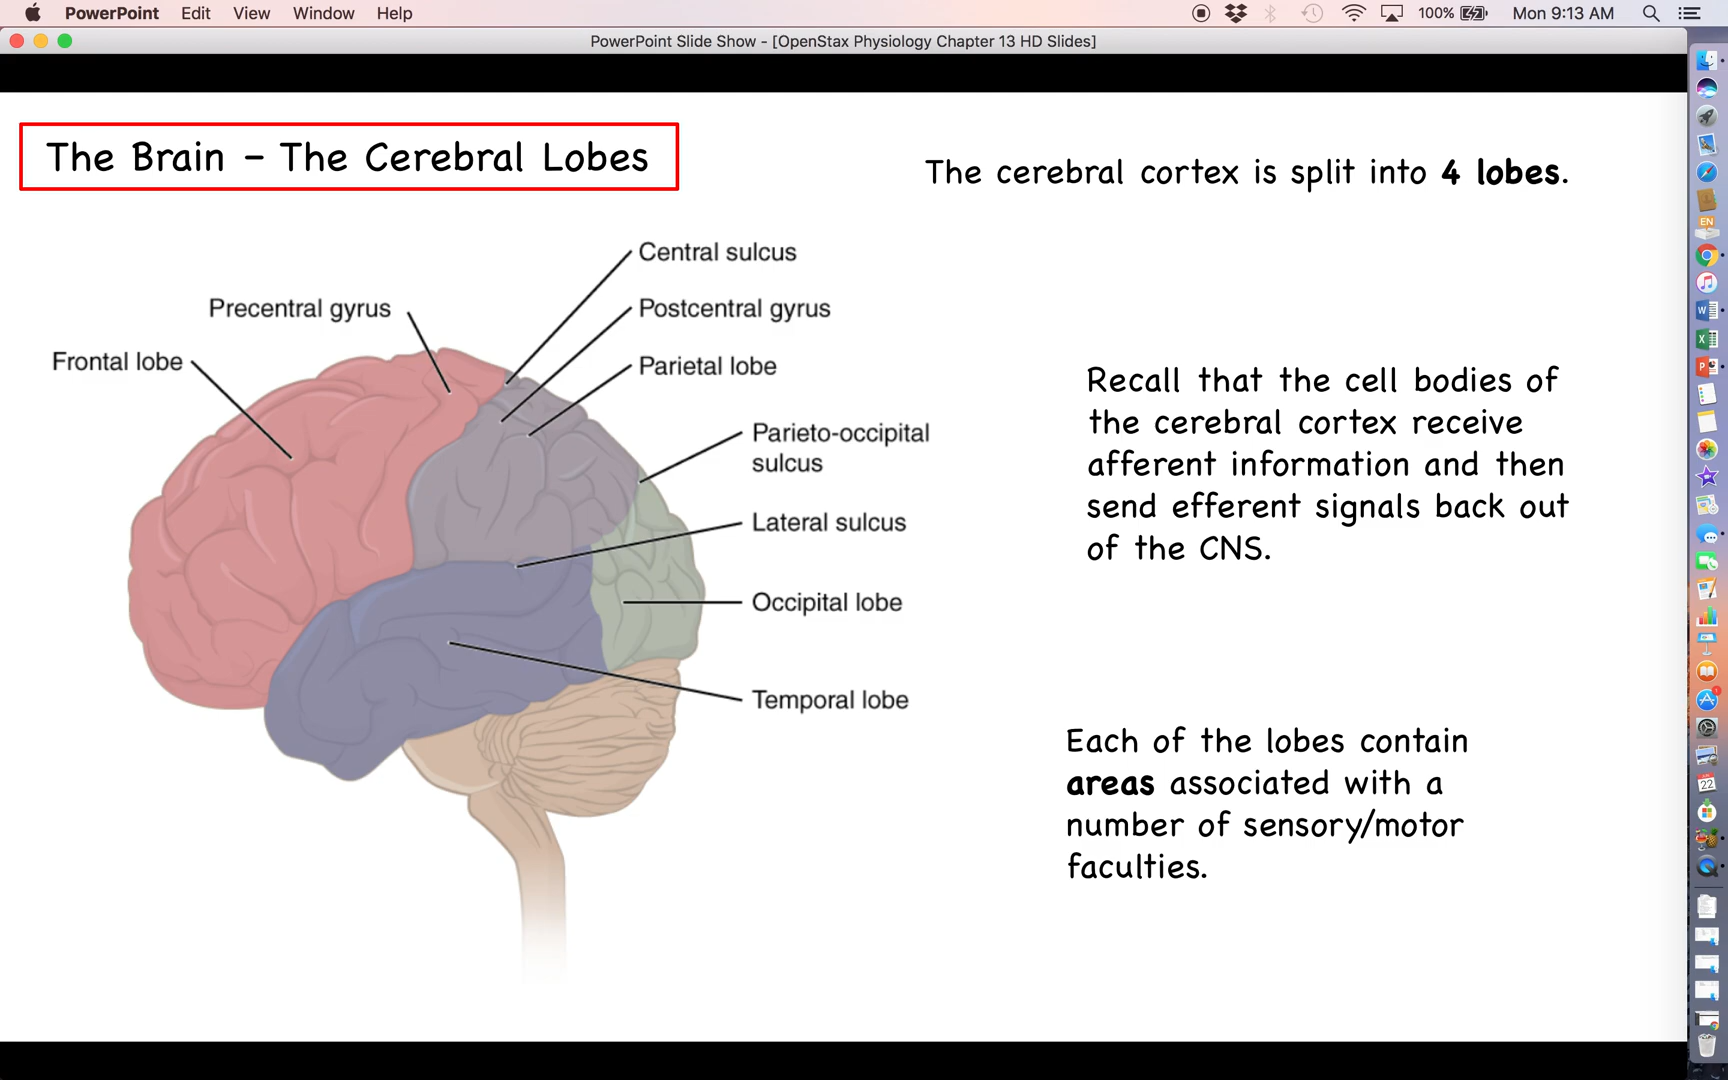 PowerPoint Edit View Window Help 100% Mon 9:13 AM
PowerPoint Slide Show - [OpenStax Physiology Chapter 13 HD Slides]
The Brain – The Cerebral Lobes
The cerebral cortex is split into 4 lobes.
Central sulcus
Precentral gyrus
Postcentral gyrus
Frontal lobe
Parietal lobe
Parieto-occipital
sulcus
Lateral sulcus
Occipital lobe
Temporal lobe
Recall that the cell bodies of
the cerebral cortex receive
afferent information and then
send efferent signals back out
of the CNS.
Each of the lobes contain
areas associated with a
number of sensory/motor
faculties.
EN
22